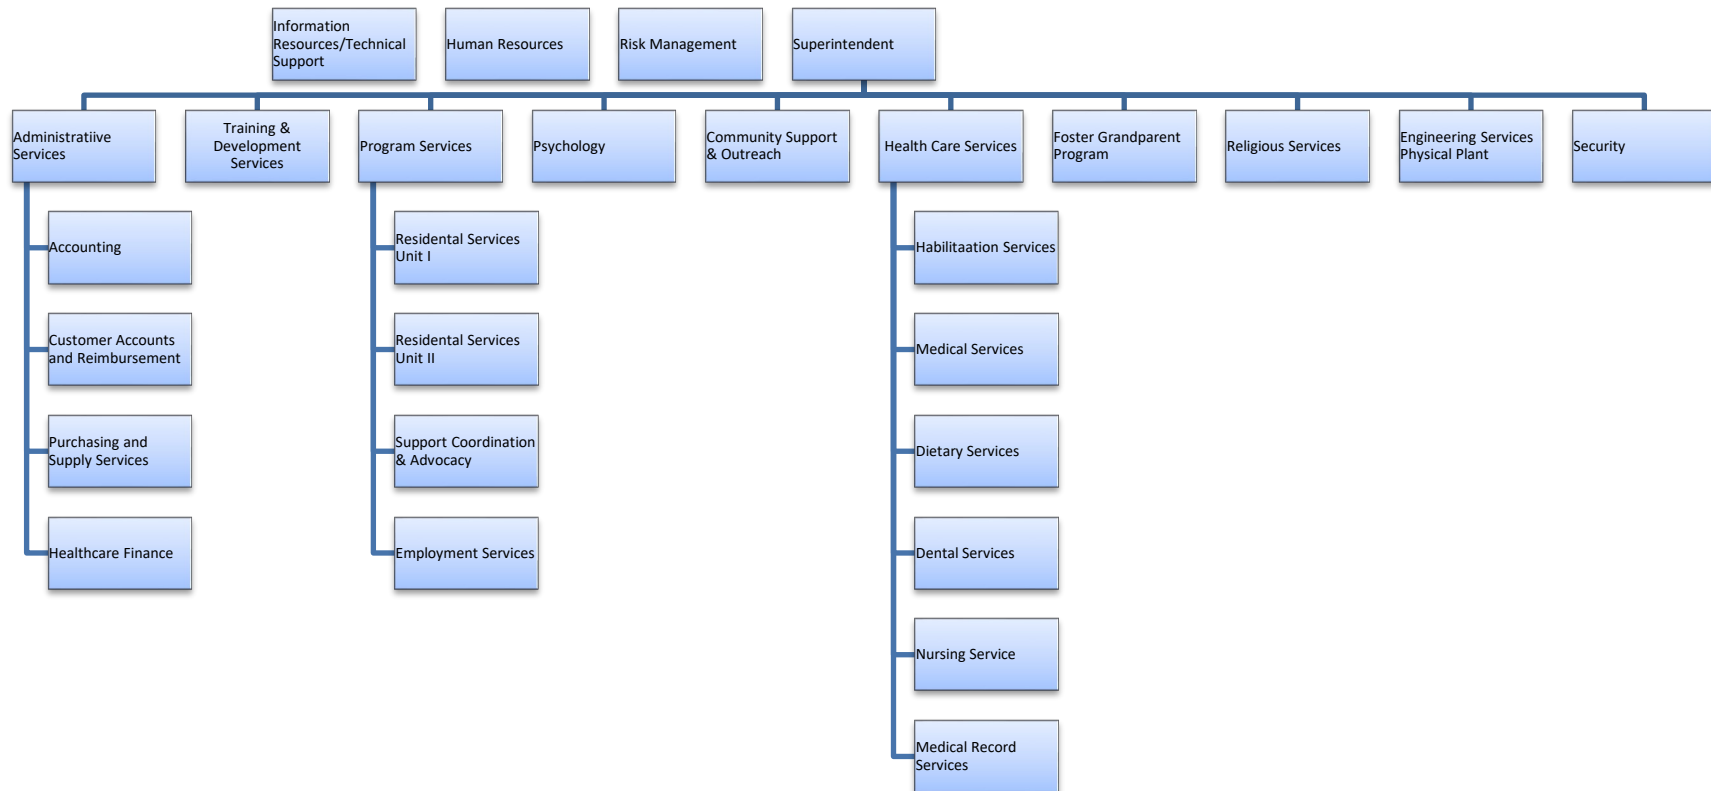 Information
Resources/Technical
Support
Human Resources
Risk Management
Superintendent
Administratiive
Services
Training &
Development
Services
Program Services
Psychology
Community Support
& Outreach
Health Care Services
Foster Grandparent
Program
Religious Services
Engineering Services
Physical Plant
Security
Accounting
Customer Accounts
and Reimbursement
Purchasing and
Supply Services
Healthcare Finance
Residental Services
Unit I
Residental Services
Unit II
Support Coordination
& Advocacy
Employment Services
Habilitaation Services
Medical Services
Dietary Services
Dental Services
Nursing Service
Medical Record
Services